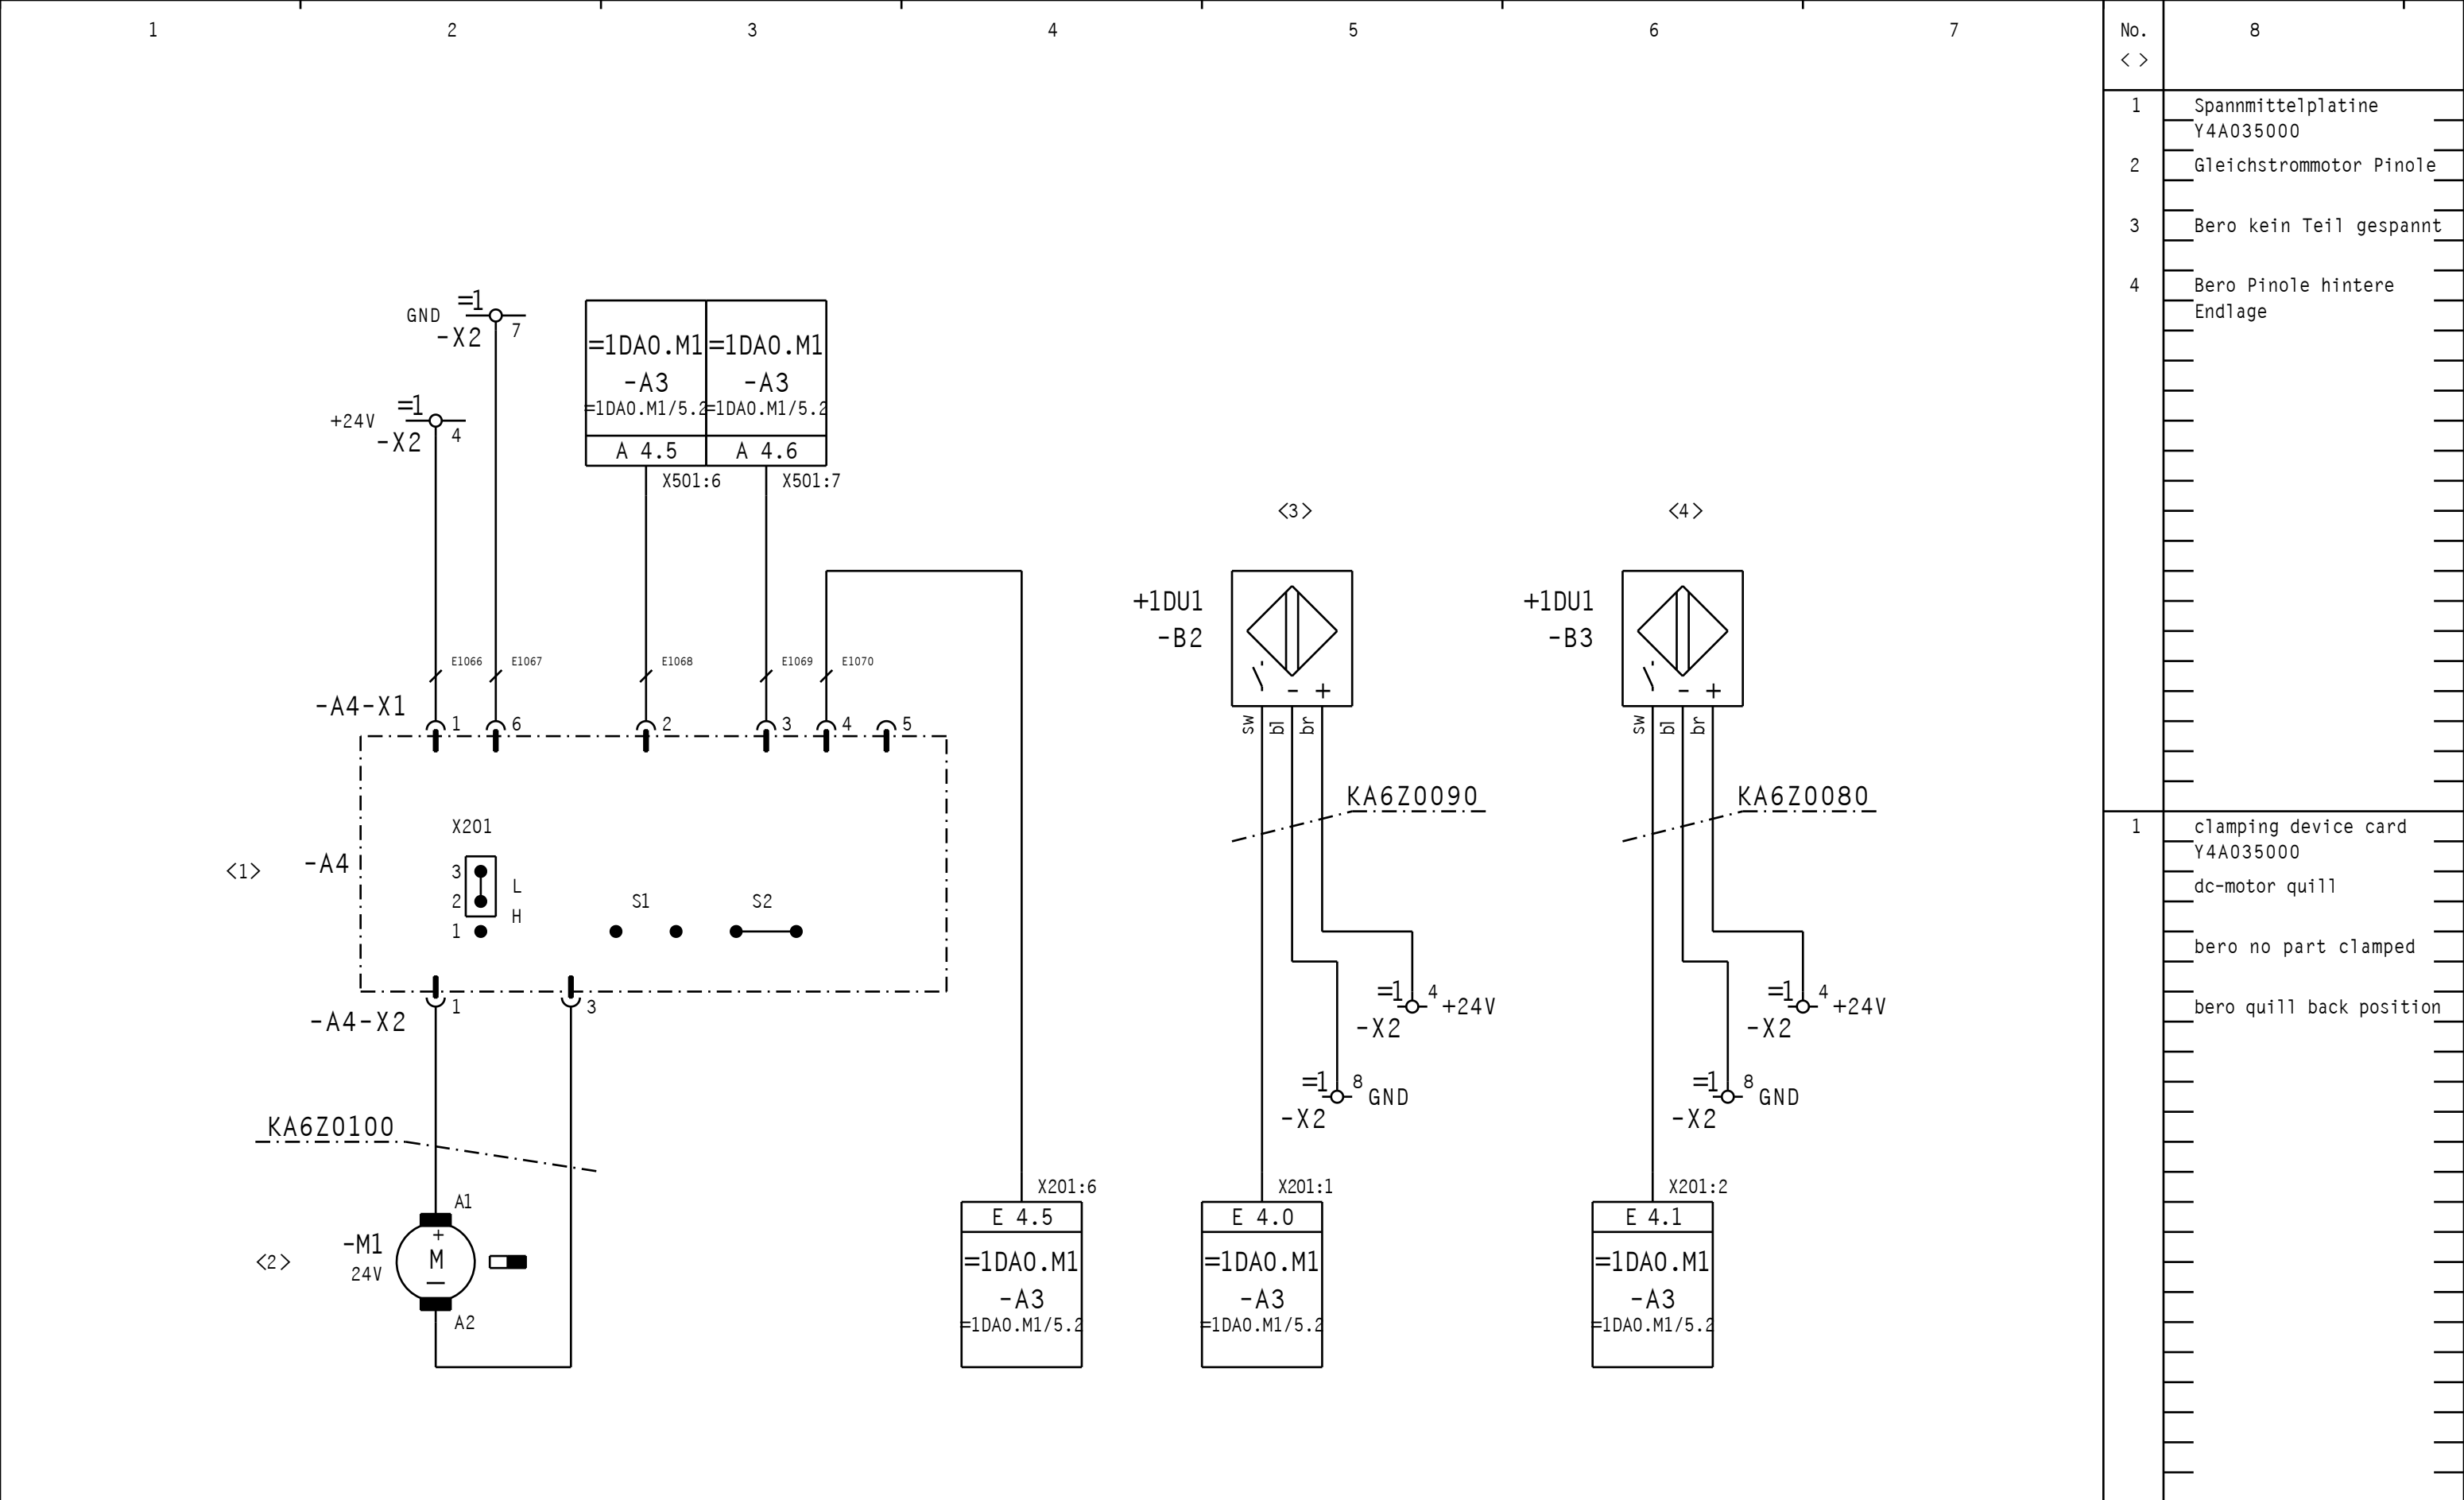 1 2 3 4 5 6 7 No. 8
< >
1 Spannmittelplatine
Y4A035000
2 Gleichstrommotor Pinole
3 Bero kein Teil gespannt
4 Bero Pinole hintere
Endlage
1 clamping device card
Y4A035000
dc-motor quill
bero no part clamped
bero quill back position
GND =1
-X2 7
+24V =1
-X2 4
=1DA0.M1 =1DA0.M1
-A3 -A3
=1DA0.M1/5.2 =1DA0.M1/5.2
A 4.5 A 4.6
X501:6 X501:7
E1066 E1067 E1068 E1069 E1070
-A4-X1
1 6 2 3 4 5
<1> -A4
X201
3
2
1
L
H
S1 S2
-A4-X2
1 3
KA6Z0100
A1
<2> -M1
24V
+
M
—
A2
X201:6
E 4.5
=1DA0.M1
-A3
=1DA0.M1/5.2
<3>
+1DU1
-B2
- +
sw bl br
KA6Z0090
=1 4 +24V
-X2
=1 8 GND
-X2
X201:1
E 4.0
=1DA0.M1
-A3
=1DA0.M1/5.2
<4>
+1DU1
-B3
- +
sw bl br
KA6Z0080
=1 4 +24V
-X2
=1 8 GND
-X2
X201:2
E 4.1
=1DA0.M1
-A3
=1DA0.M1/5.2